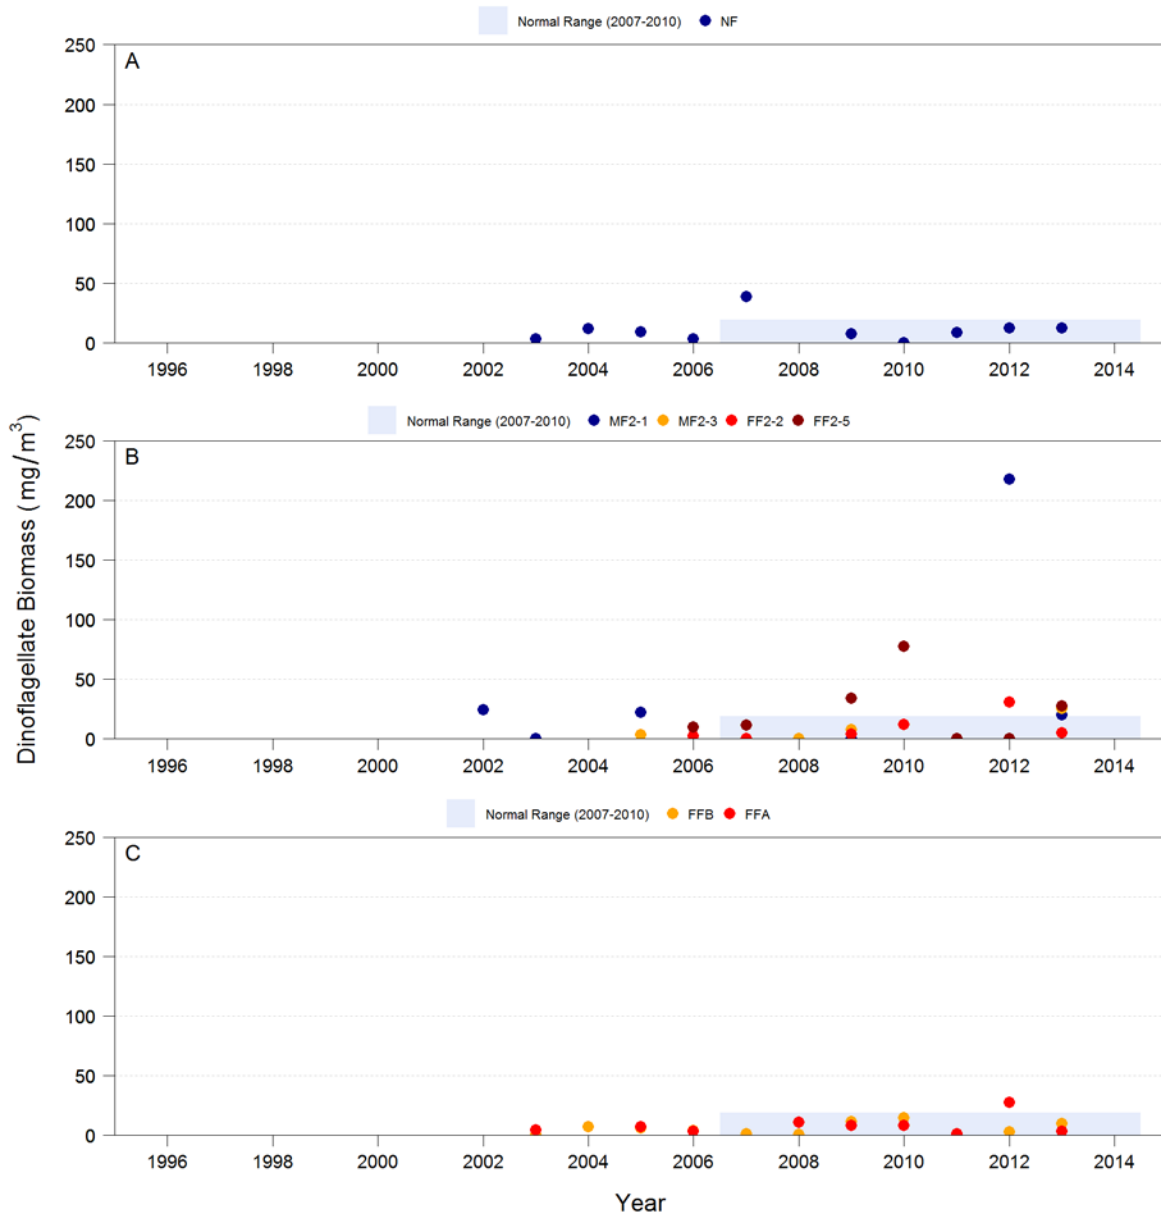 Normal Range (2007-2010) NF
A
250
200
150
100
50
0
1996 1998 2000 2002 2004 2006 2008 2010 2012 2014
Dinoflagellate Biomass (mg/m³)
Normal Range (2007-2010) MF2-1 MF2-3 FF2-2 FF2-5
B
250
200
150
100
50
0
1996 1998 2000 2002 2004 2006 2008 2010 2012 2014
Normal Range (2007-2010) FFB FFA
C
250
200
150
100
50
0
1996 1998 2000 2002 2004 2006 2008 2010 2012 2014
Year